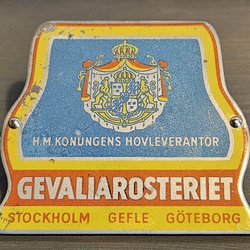 H.M. KONUNGENS HOVLEVERANTÖR
GEVALIAROSTERIET
STOCKHOLM GEFLE GÖTEBORG